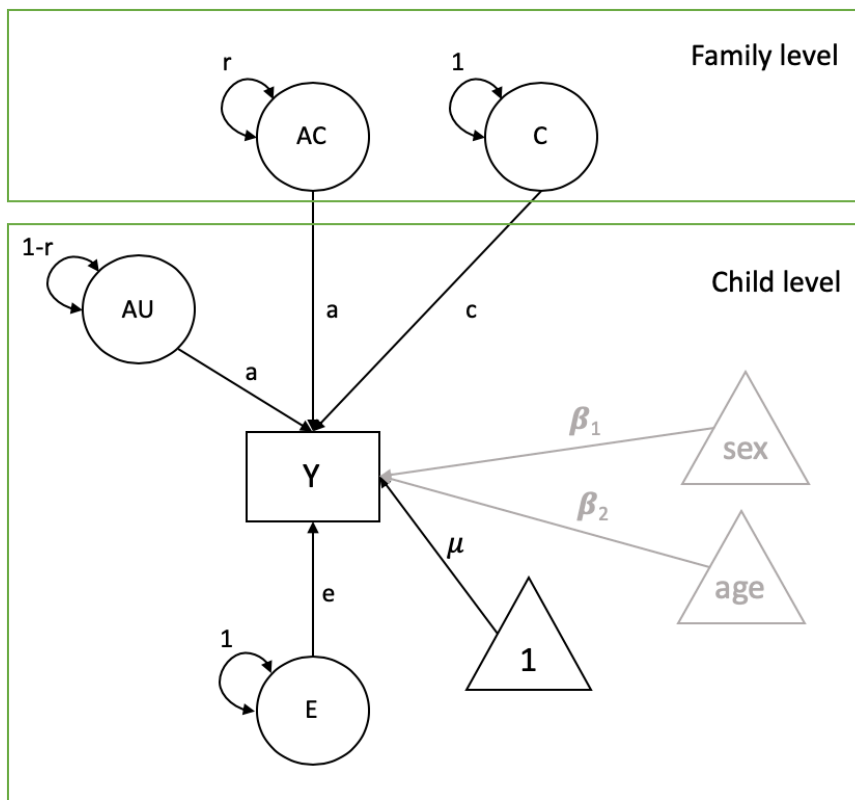 Family level
r
1
AC
C
1-r
Child level
AU
a
c
a
β1
sex
Y
β2
μ
age
e
1
1
E